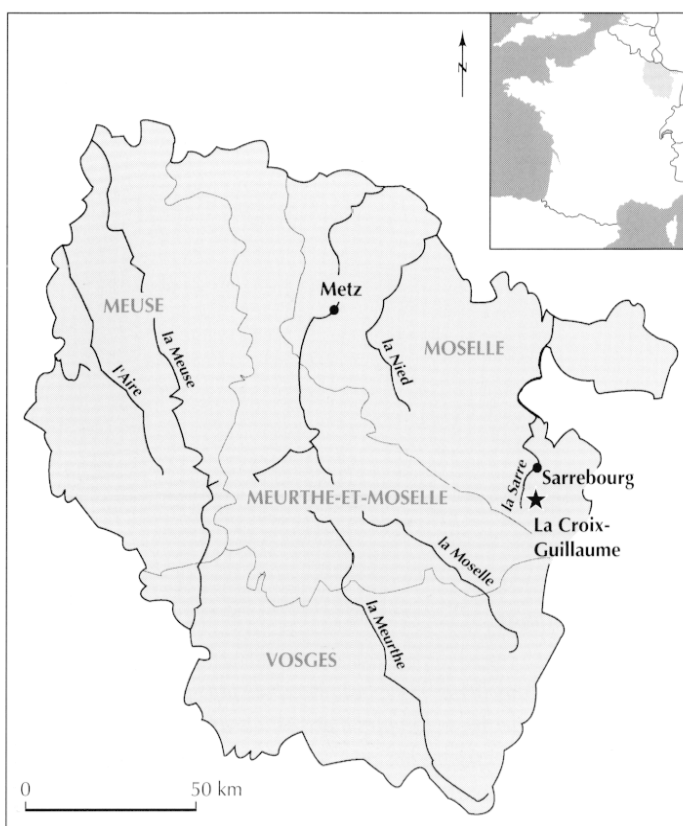 N
Metz
MEUSE
la Meuse
l'Aire
la Nied
MOSELLE
la Sarre
Sarrebourg
MEURTHE-ET-MOSELLE
La Croix-
Guillaume
la Moselle
la Meurthe
VOSGES
0
50 km